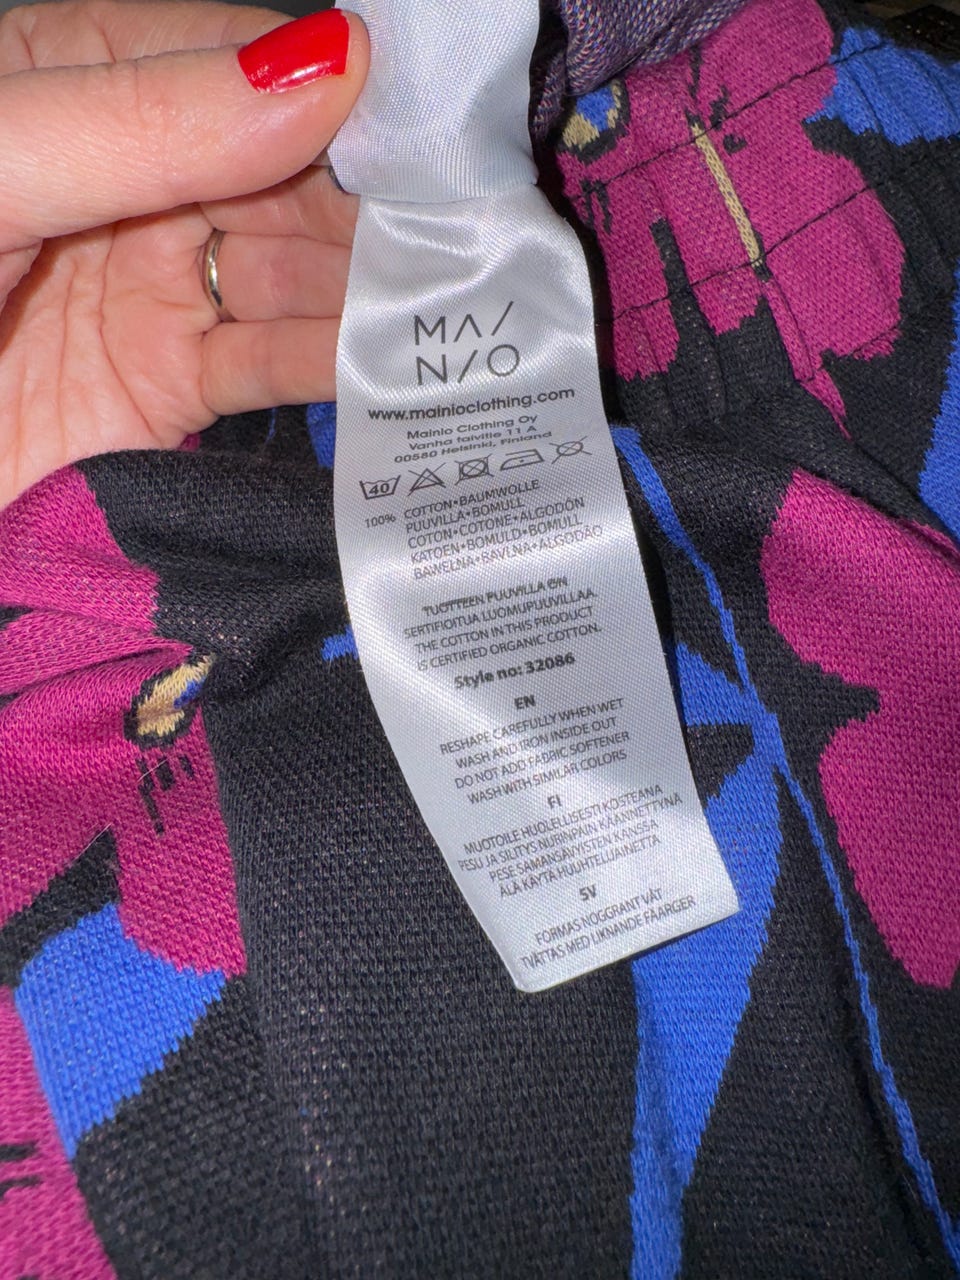 MA/
N/O
www.mainioclothing.com
Mainio Clothing Oy
Vanha talvitie 11 A
00580 Helsinki, Finland
40
100% COTTON•BAUMWOLLE
PUUVILLA•BOMULL
COTON•COTONE•ALGODÓN
KATOEN•BOMULD•BOMULL
BAWEŁNA•BAVLNA•ALGODÃO
TUOTTEEN PUUVILLA ON
SERTIFIOITUA LUOMUPUUVILLAA.
THE COTTON IN THIS PRODUCT
IS CERTIFIED ORGANIC COTTON.
Style no: 32086
EN
RESHAPE CAREFULLY WHEN WET
WASH AND IRON INSIDE OUT
DO NOT ADD FABRIC SOFTENER
WASH WITH SIMILAR COLORS
FI
MUOTOILE HUOLELLISESTI KOSTEANA
PESU JA SILITYS NURINPÄIN KÄÄNNETTYNÄ
PESE SAMANSÄVYISTEN KANSSA
ÄLÄ KÄYTÄ HUUHTELUAINETTA
SV
FORMAS NOGGRANT VÅT
TVÄTTAS MED LIKNANDE FÄÄRGER